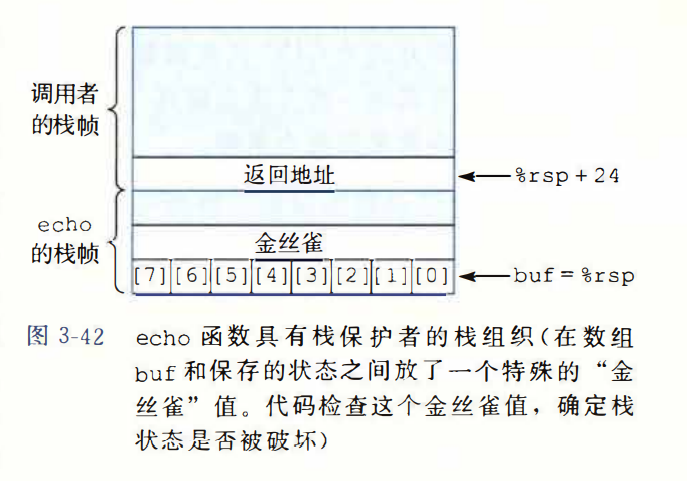 调用者
的栈帧
返回地址
%rsp+24
echo
的栈帧
金丝雀
[7] [6] [5] [4] [3] [2] [1] [0]
buf=%rsp
图 3-42 echo 函数具有栈保护者的栈组织(在数组
buf 和保存的状态之间放了一个特殊的“金
丝雀”值。代码检查这个金丝雀值，确定栈
状态是否被破坏)